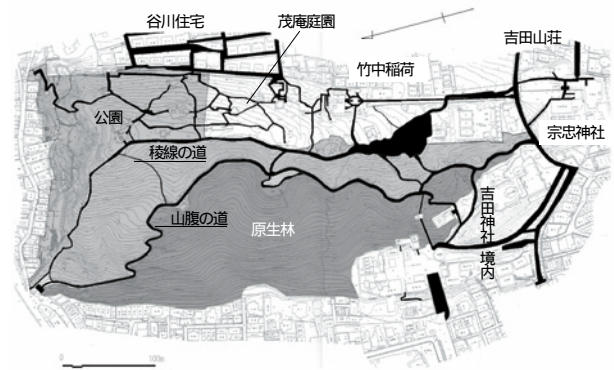 谷川住宅
茂庵庭園
吉田山荘
竹中稲荷
公園
宗忠神社
稜線の道
吉田神社境内
山腹の道
原生林
0 100m